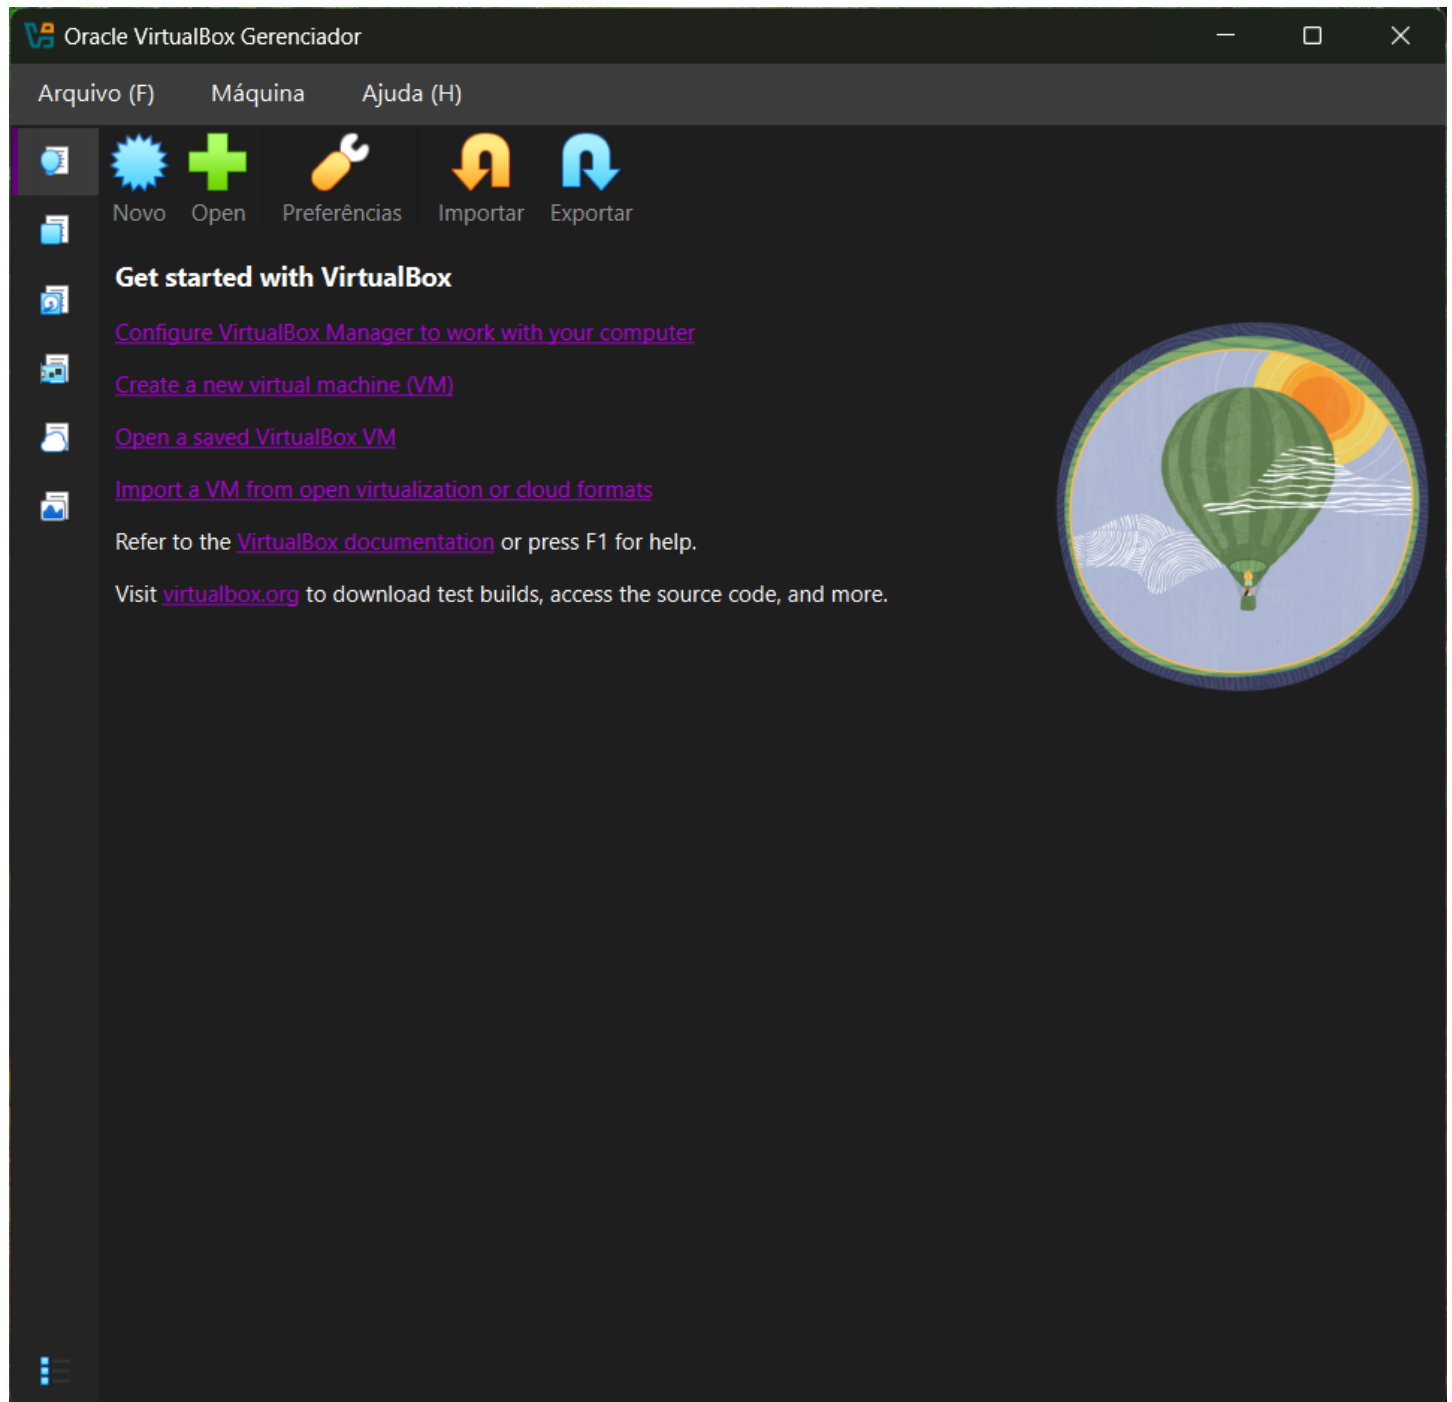 Oracle VirtualBox Gerenciador
Arquivo (F) Máquina Ajuda (H)
Novo Open Preferências Importar Exportar
Get started with VirtualBox
Configure VirtualBox Manager to work with your computer
Create a new virtual machine (VM)
Open a saved VirtualBox VM
Import a VM from open virtualization or cloud formats
Refer to the VirtualBox documentation or press F1 for help.
Visit virtualbox.org to download test builds, access the source code, and more.